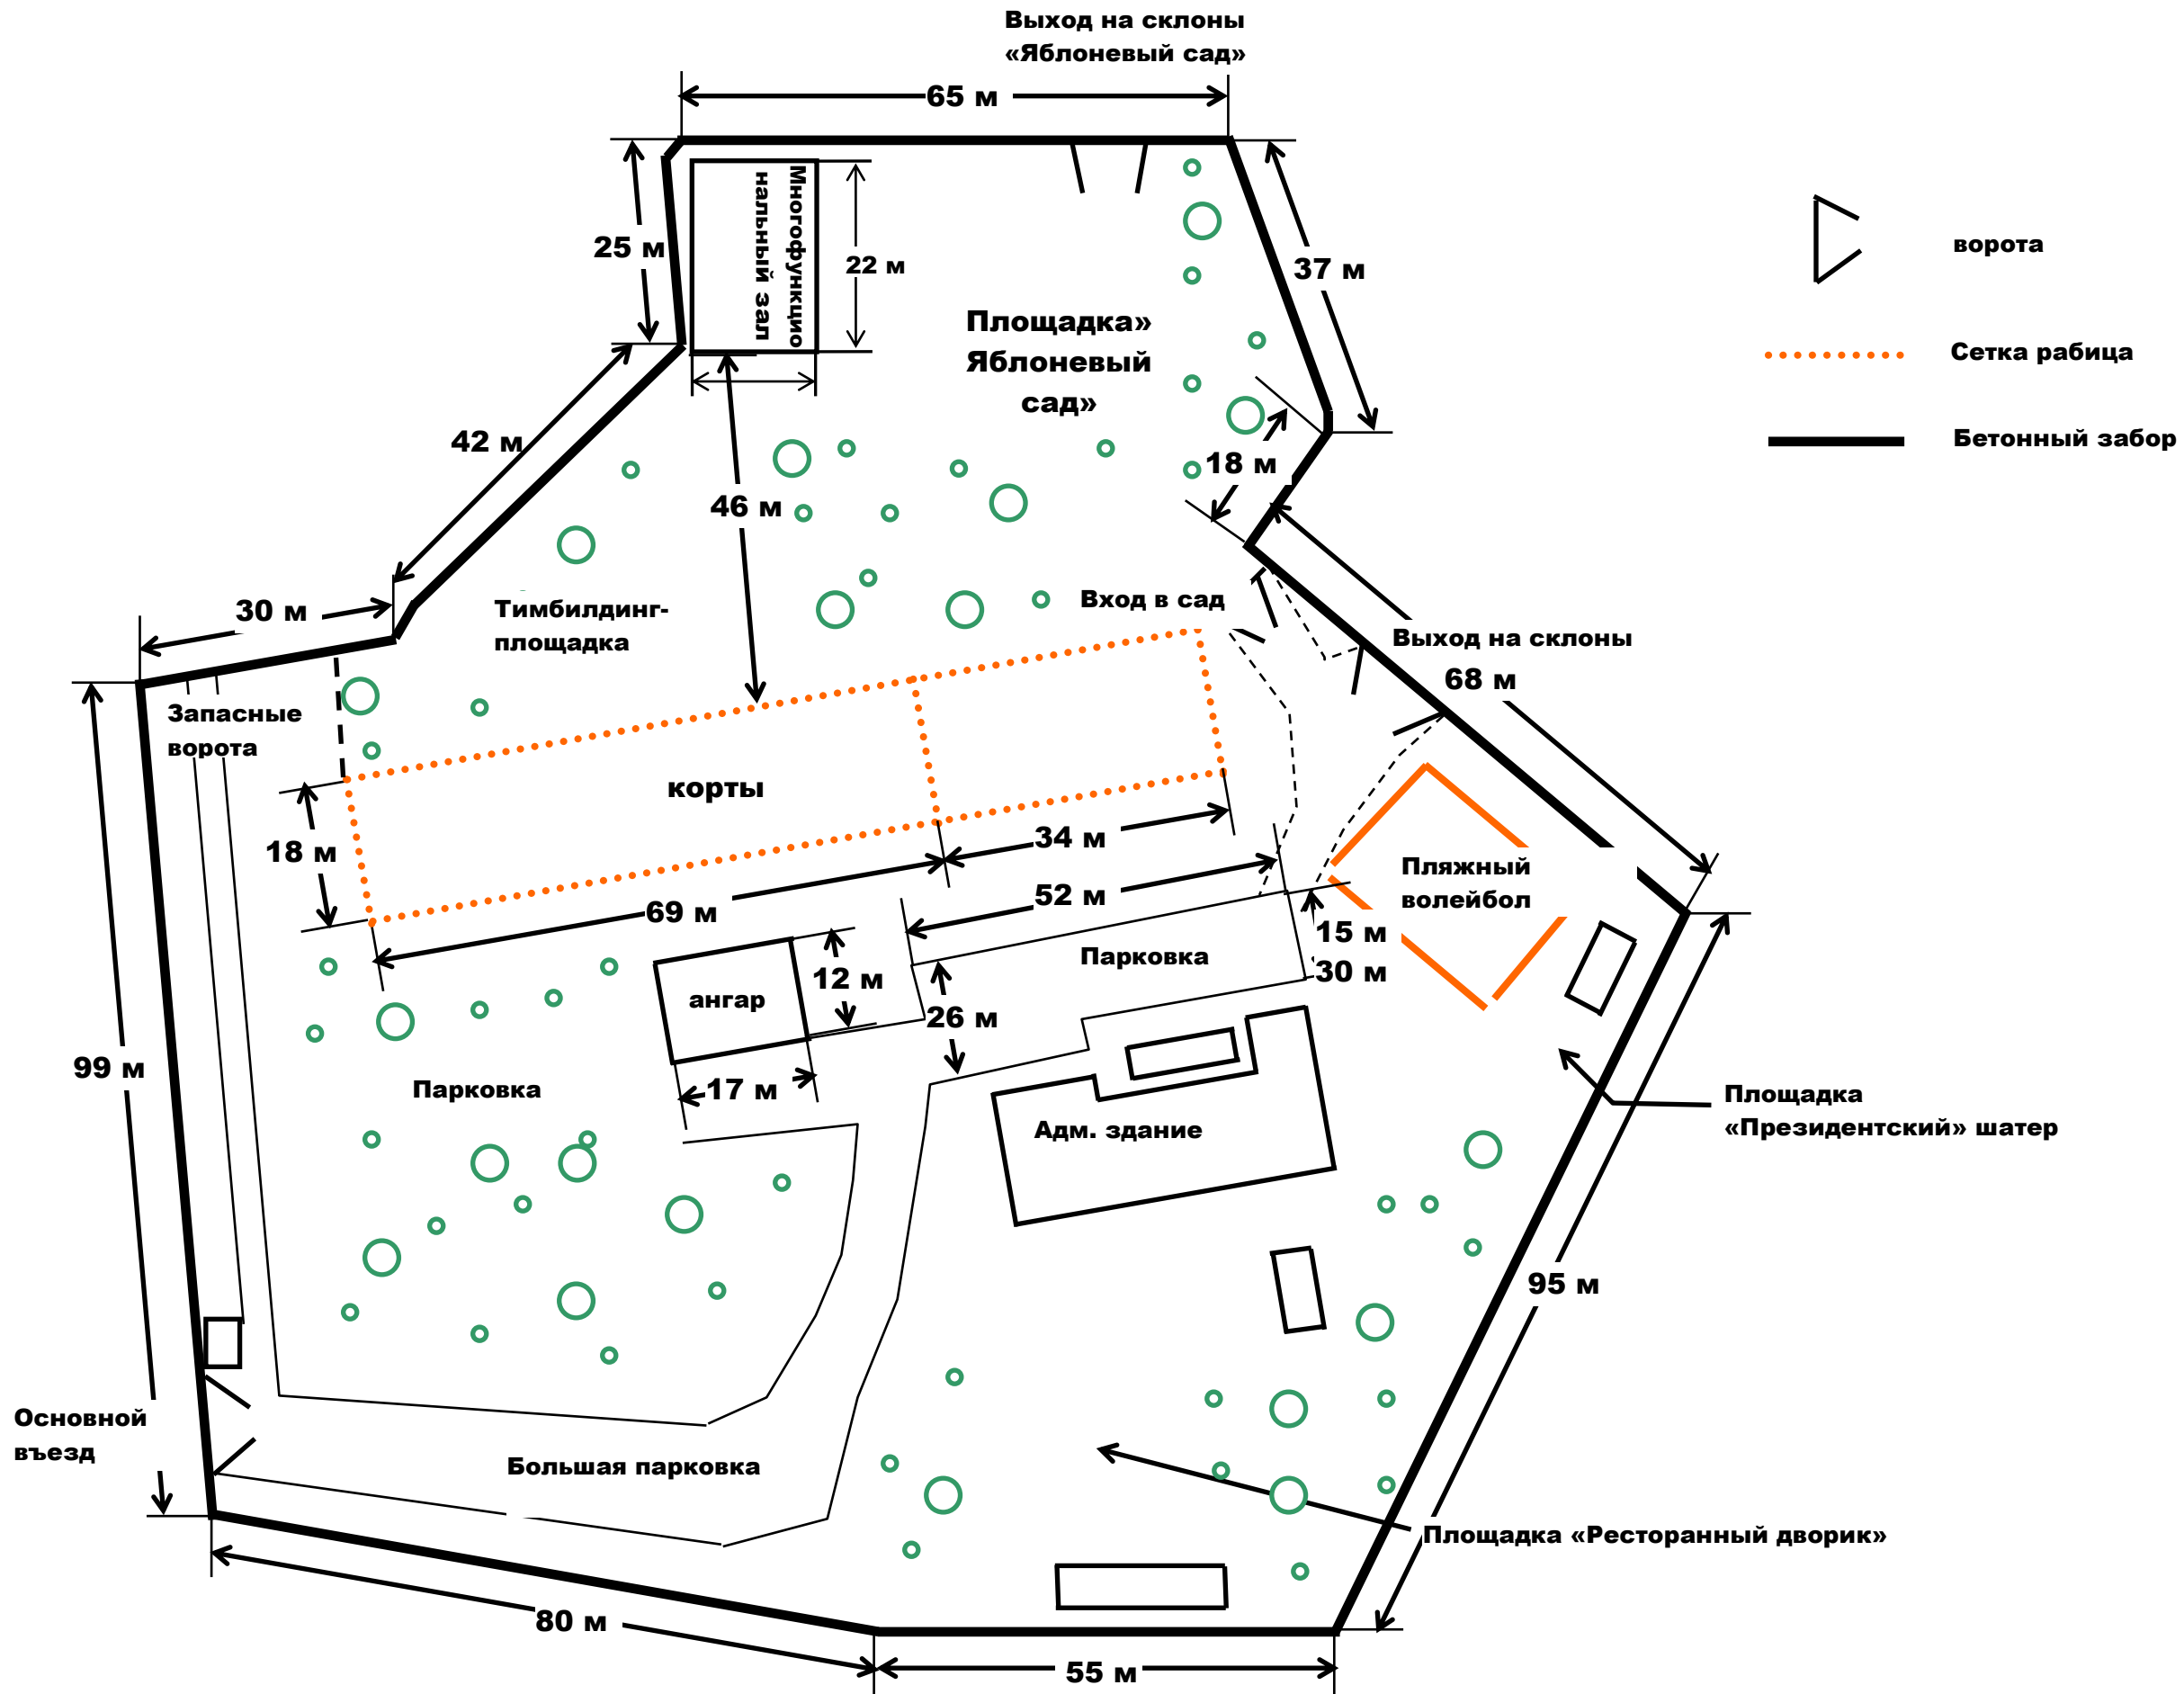 Выход на склоны
«Яблоневый сад»
65 м
Многофункцио
нальный зал
25 м
22 м
37 м
ворота
Площадка»
Яблоневый
сад»
Сетка рабица
Бетонный забор
42 м
18 м
46 м
30 м
Тимбилдинг-
площадка
Вход в сад
Выход на склоны
68 м
Запасные
ворота
корты
18 м
34 м
Пляжный
волейбол
52 м
69 м
15 м
Парковка
30 м
12 м
ангар
26 м
99 м
17 м
Парковка
Площадка
«Президентский» шатер
Адм. здание
95 м
Основной
въезд
Большая парковка
Площадка «Ресторанный дворик»
80 м
55 м